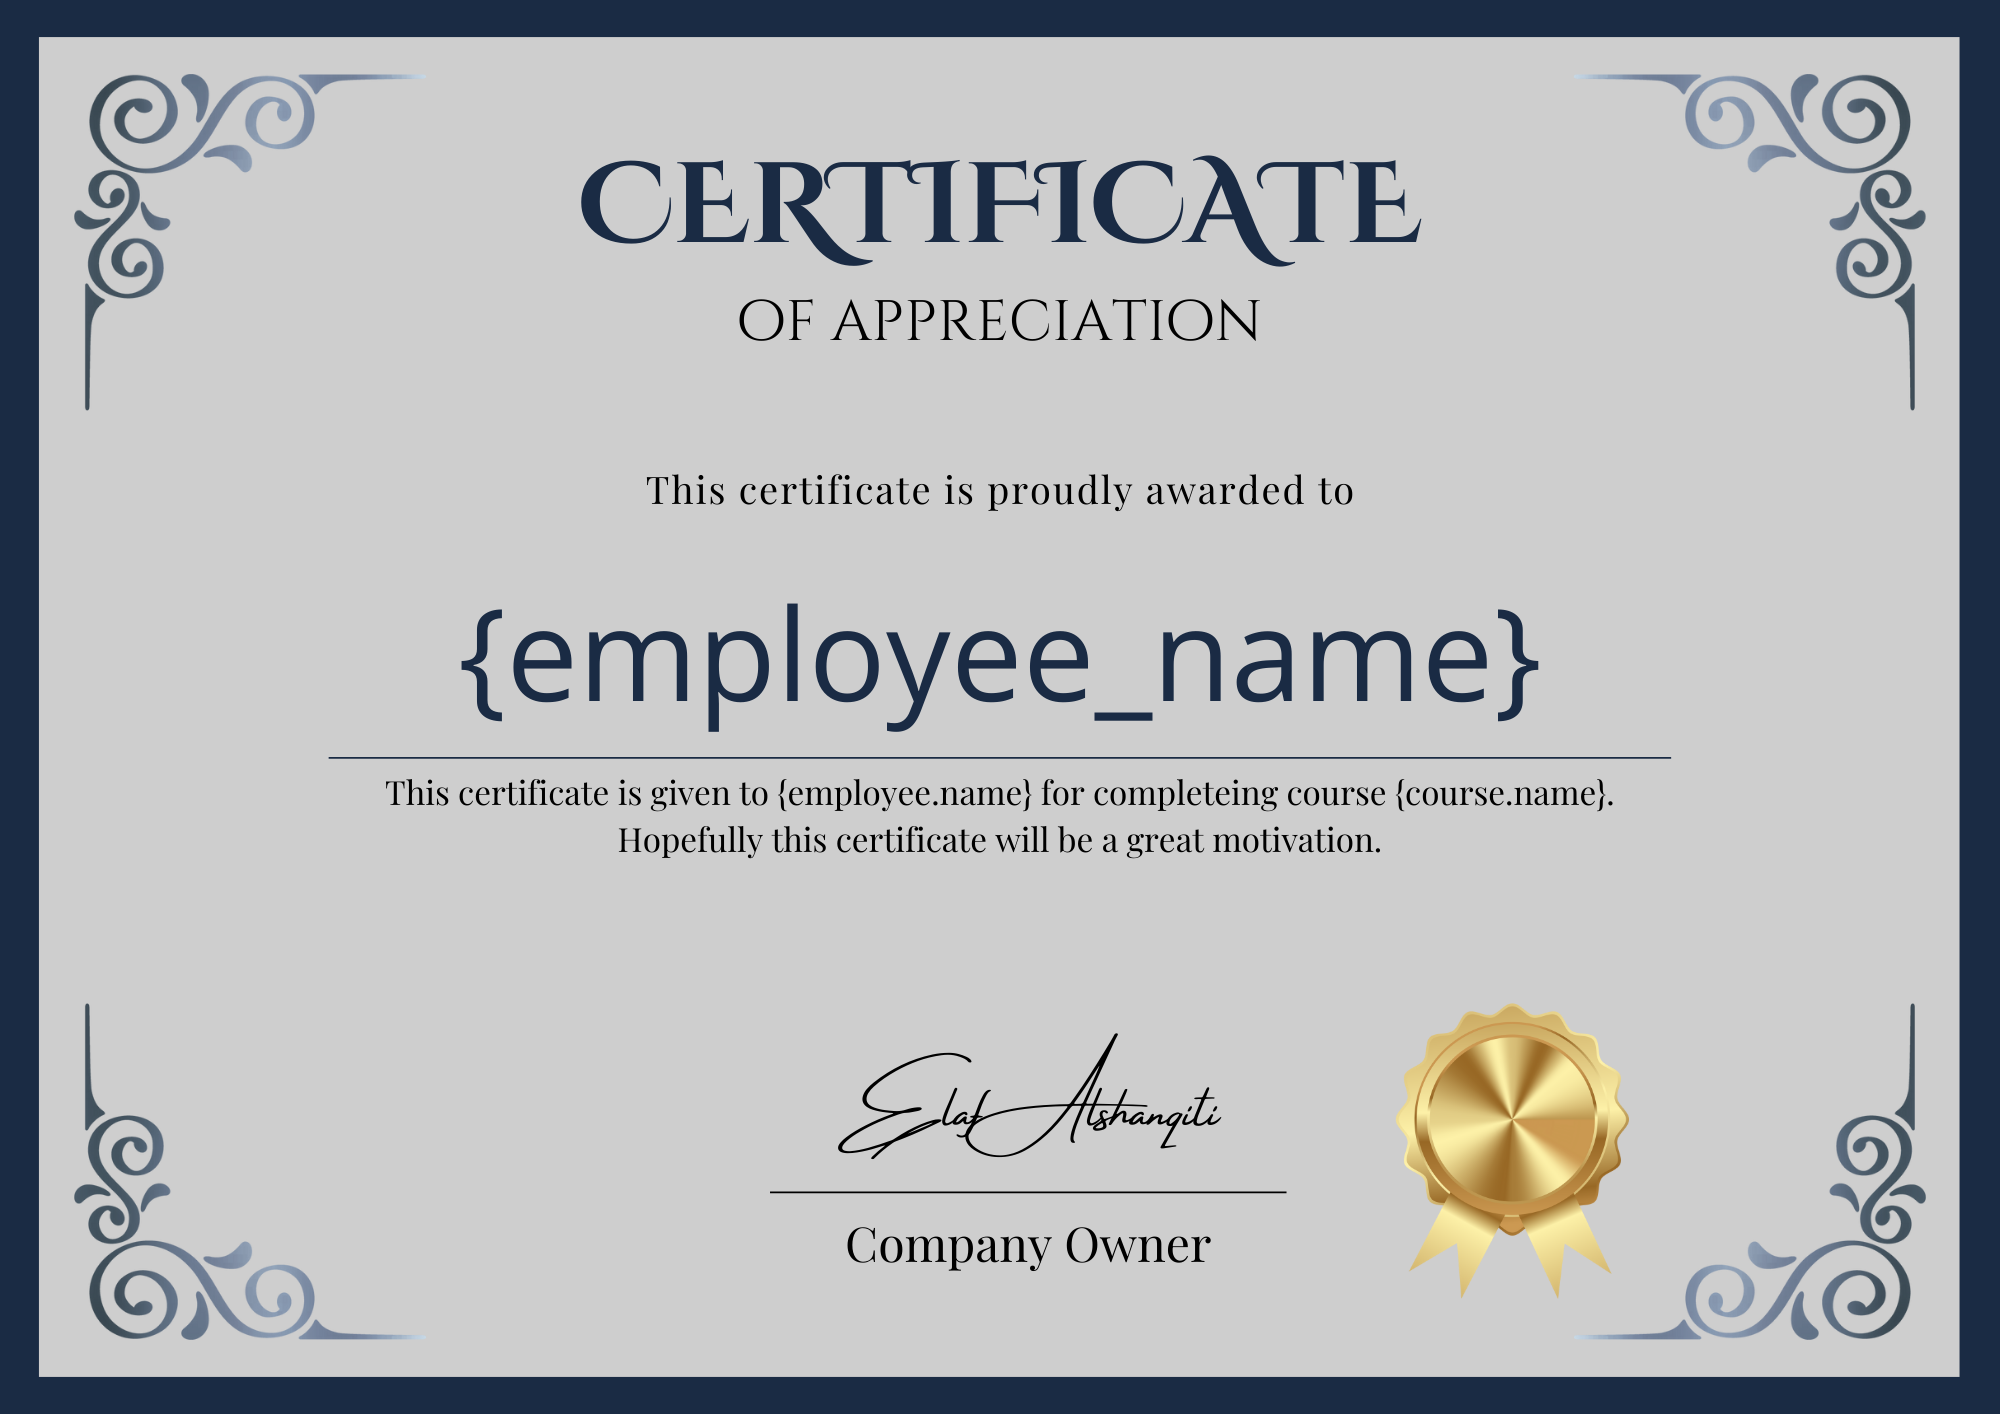 CERTIFICATE
OF APPRECIATION
This certificate is proudly awarded to
{employee_name}
This certificate is given to {employee.name} for completeing course {course.name}.
Hopefully this certificate will be a great motivation.
Elaf Alshanqiti
Company Owner